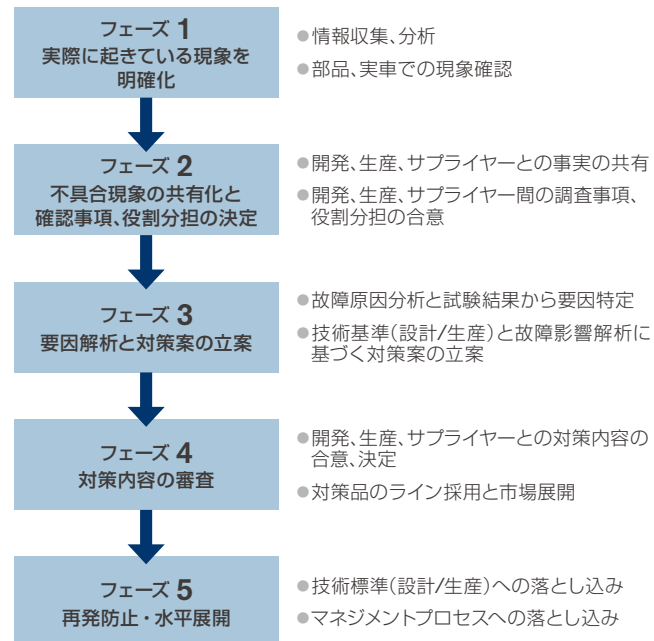 フェーズ 1
実際に起きている現象を
明確化
●情報収集、分析
●部品、実車での現象確認
フェーズ 2
不具合現象の共有化と
確認事項、役割分担の決定
●開発、生産、サプライヤーとの事実の共有
●開発、生産、サプライヤー間の調査事項、
役割分担の合意
フェーズ 3
要因解析と対策案の立案
●故障原因分析と試験結果から要因特定
●技術基準(設計/生産)と故障影響解析に
基づく対策案の立案
フェーズ 4
対策内容の審査
●開発、生産、サプライヤーとの対策内容の
合意、決定
●対策品のライン採用と市場展開
フェーズ 5
再発防止・水平展開
●技術標準(設計/生産)への落とし込み
●マネジメントプロセスへの落とし込み